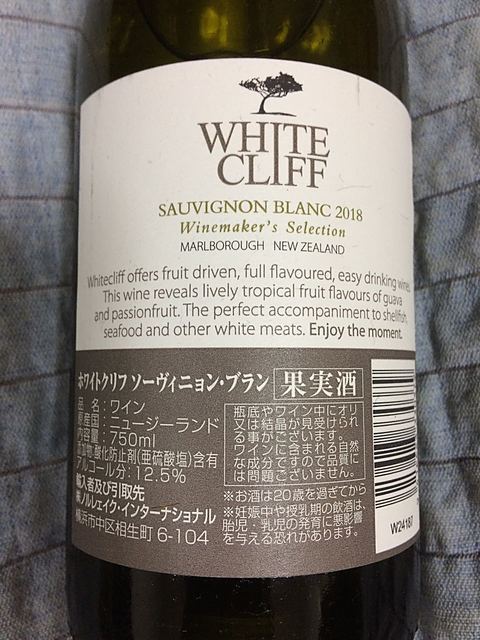 WHITE
CLIFF
SAUVIGNON BLANC 2018
Winemaker's Selection
MARLBOROUGH NEW ZEALAND
Whitecliff offers fruit driven, full flavoured, easy drinking wines.
This wine reveals lively tropical fruit flavours of guava
and passionfruit. The perfect accompaniment to shellfish,
seafood and other white meats. Enjoy the moment.
ホワイトクリフ ソーヴィニョン・ブラン
果実酒
品名:ワイン
原産国:ニュージーランド
内容量:750ml
添加物:酸化防止剤(亜硫酸塩)含有
アルコール分:12.5%
輸入者及び引取先
㈱ノルレェイク・インターナショナル
横浜市中区相生町 6-104
瓶底やワイン中にオリ
又は結晶が見受けられ
る事がございます。
ワインに含まれる自然
な成分ですので品質に
は問題ございません。
※お酒は20歳を過ぎてから
※妊娠中や授乳期の飲酒は、
胎児・乳児の発育に悪影響
を与える恐れがあります。
W24187